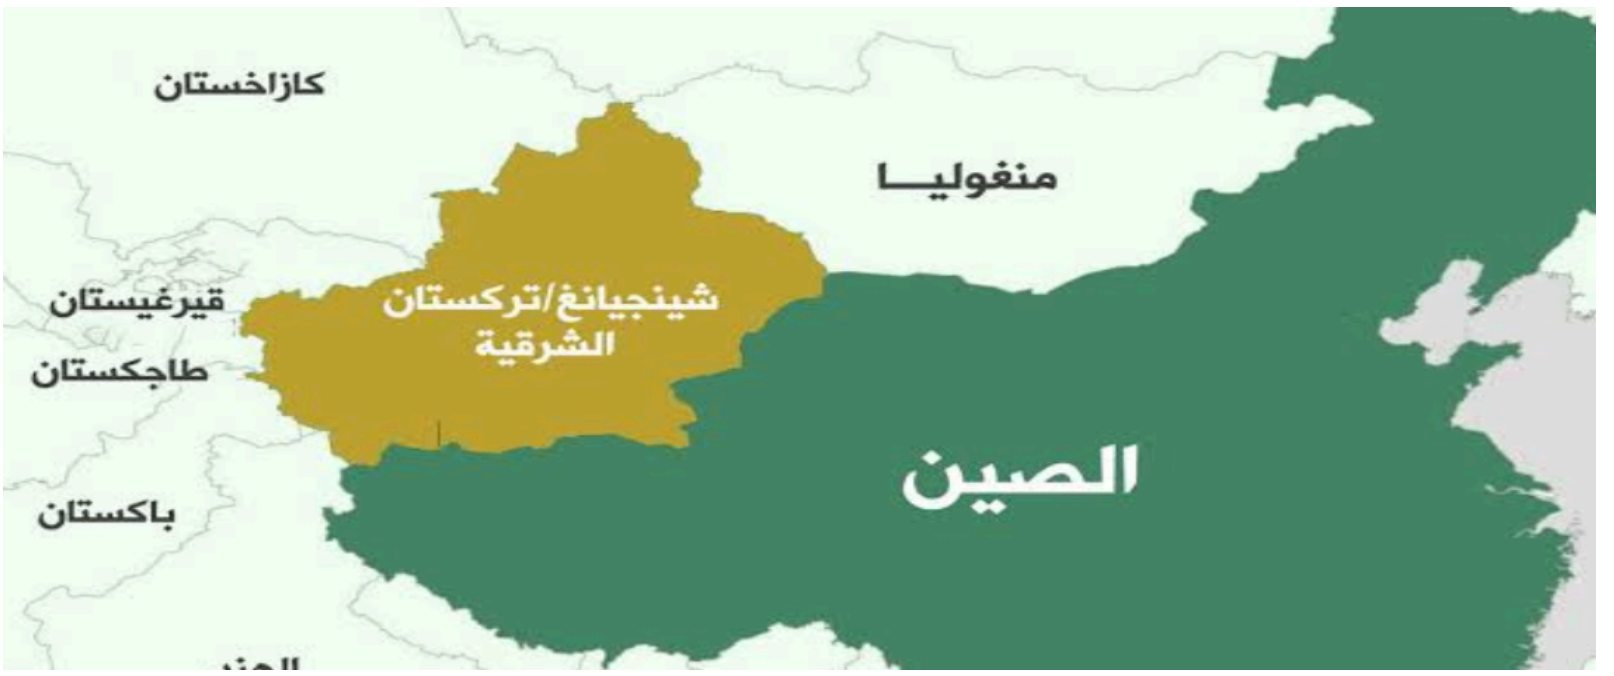 كازاخستان
منغوليـــا
قيرغيستان
شينجيانغ/تركستان
الشرقية
طاجكستان
الصين
باكستان